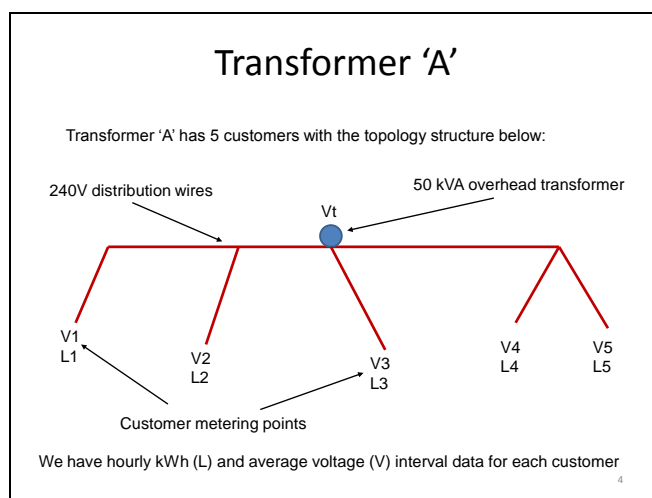 Transformer ‘A’
Transformer ‘A’ has 5 customers with the topology structure below:
240V distribution wires
50 kVA overhead transformer
Vt
V1
L1
V2
L2
V3
L3
V4
L4
V5
L5
Customer metering points
We have hourly kWh (L) and average voltage (V) interval data for each customer
4